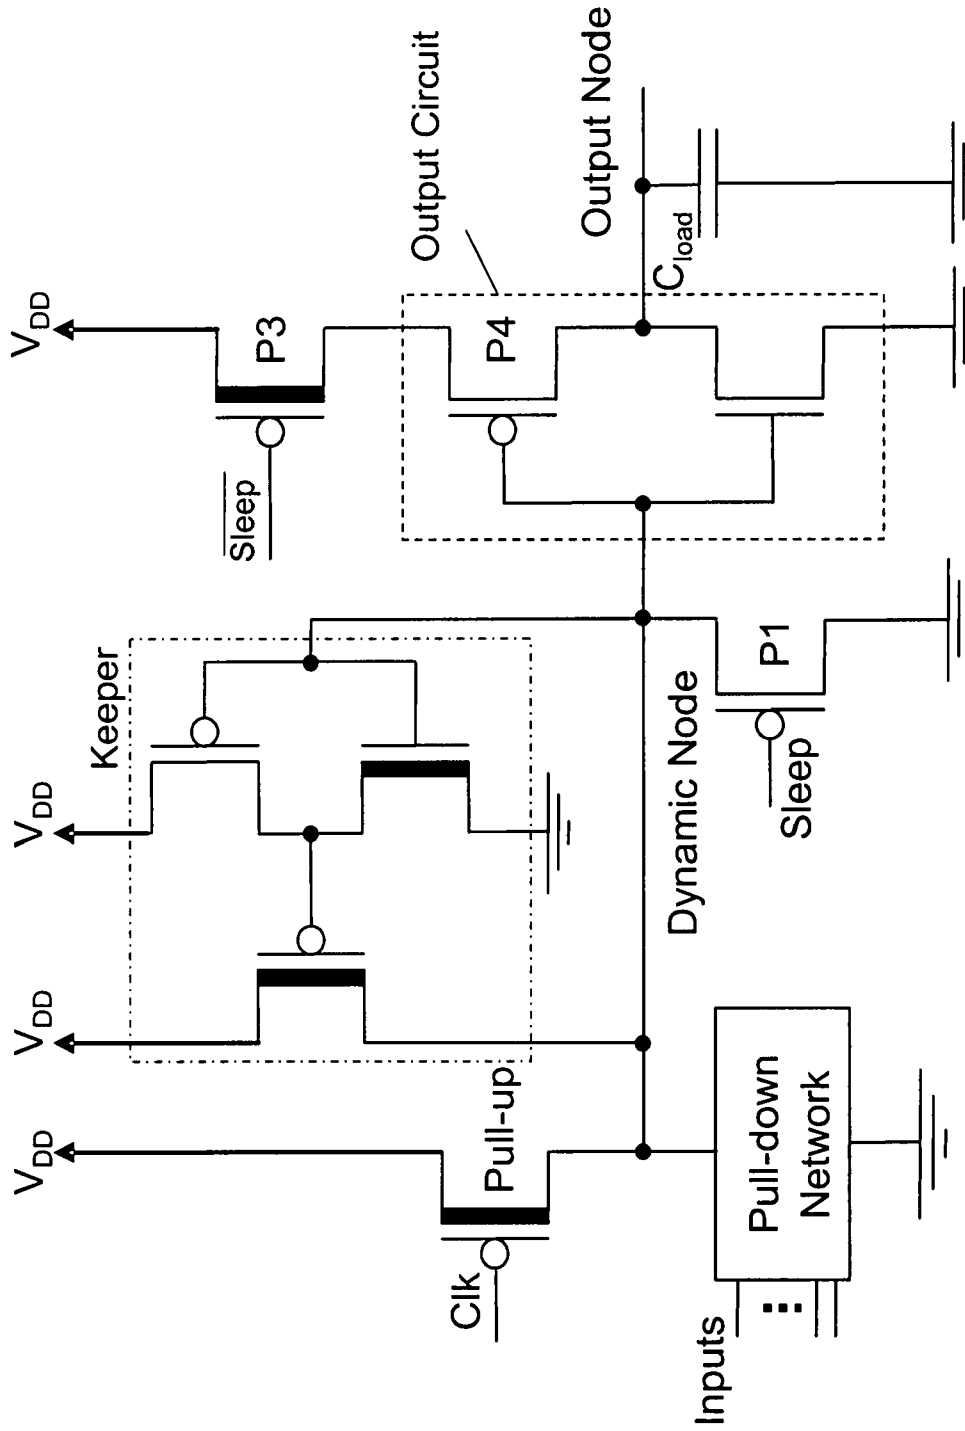 V_DD
V_DD
V_DD
V_DD
Keeper
P3
S̅l̅e̅e̅p̅
Output Circuit
Pull-up
Clk
P4
Output Node
C_load
Dynamic Node
P1
Sleep
Inputs
...
Pull-down
Network